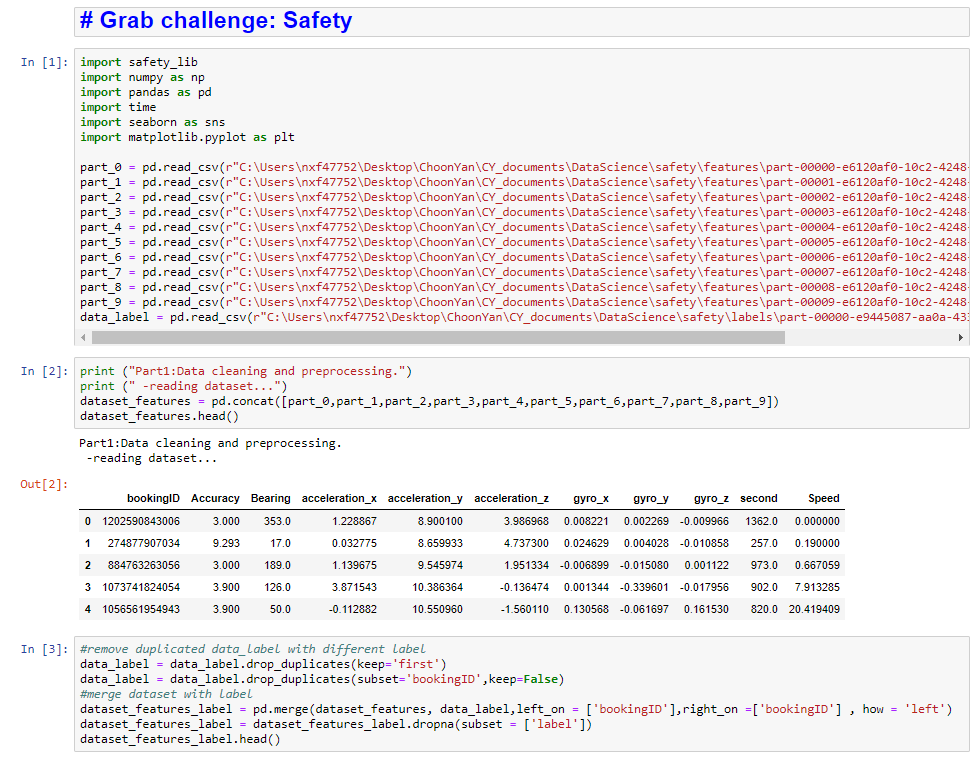 # Grab challenge: Safety
In [1]:
import safety_lib
import numpy as np
import pandas as pd
import time
import seaborn as sns
import matplotlib.pyplot as plt
part_0 = pd.read_csv(r"C:\Users\nxf47752\Desktop\ChoonYan\CY_documents\DataScience\safety\features\part-00000-e6120af0-10c2-4248-
part_1 = pd.read_csv(r"C:\Users\nxf47752\Desktop\ChoonYan\CY_documents\DataScience\safety\features\part-00001-e6120af0-10c2-4248-
part_2 = pd.read_csv(r"C:\Users\nxf47752\Desktop\ChoonYan\CY_documents\DataScience\safety\features\part-00002-e6120af0-10c2-4248-
part_3 = pd.read_csv(r"C:\Users\nxf47752\Desktop\ChoonYan\CY_documents\DataScience\safety\features\part-00003-e6120af0-10c2-4248-
part_4 = pd.read_csv(r"C:\Users\nxf47752\Desktop\ChoonYan\CY_documents\DataScience\safety\features\part-00004-e6120af0-10c2-4248-
part_5 = pd.read_csv(r"C:\Users\nxf47752\Desktop\ChoonYan\CY_documents\DataScience\safety\features\part-00005-e6120af0-10c2-4248-
part_6 = pd.read_csv(r"C:\Users\nxf47752\Desktop\ChoonYan\CY_documents\DataScience\safety\features\part-00006-e6120af0-10c2-4248-
part_7 = pd.read_csv(r"C:\Users\nxf47752\Desktop\ChoonYan\CY_documents\DataScience\safety\features\part-00007-e6120af0-10c2-4248-
part_8 = pd.read_csv(r"C:\Users\nxf47752\Desktop\ChoonYan\CY_documents\DataScience\safety\features\part-00008-e6120af0-10c2-4248-
part_9 = pd.read_csv(r"C:\Users\nxf47752\Desktop\ChoonYan\CY_documents\DataScience\safety\features\part-00009-e6120af0-10c2-4248-
data_label = pd.read_csv(r"C:\Users\nxf47752\Desktop\ChoonYan\CY_documents\DataScience\safety\labels\part-00000-e9445087-aa0a-433
In [2]:
print ("Part1:Data cleaning and preprocessing.")
print (" -reading dataset...")
dataset_features = pd.concat([part_0,part_1,part_2,part_3,part_4,part_5,part_6,part_7,part_8,part_9])
dataset_features.head()
Part1:Data cleaning and preprocessing.
-reading dataset...
Out[2]:
bookingID Accuracy Bearing acceleration_x acceleration_y acceleration_z gyro_x gyro_y gyro_z second Speed
0 1202590843006 3.000 353.0 1.228867 8.900100 3.986968 0.008221 0.002269 -0.009966 1362.0 0.000000
1 274877907034 9.293 17.0 0.032775 8.659933 4.737300 0.024629 0.004028 -0.010858 257.0 0.190000
2 884763263056 3.000 189.0 1.139675 9.545974 1.951334 -0.006899 -0.015080 0.001122 973.0 0.667059
3 1073741824054 3.900 126.0 3.871543 10.386364 -0.136474 0.001344 -0.339601 -0.017956 902.0 7.913285
4 1056561954943 3.900 50.0 -0.112882 10.550960 -1.560110 0.130568 -0.061697 0.161530 820.0 20.419409
In [3]:
#remove duplicated data_label with different label
data_label = data_label.drop_duplicates(keep='first')
data_label = data_label.drop_duplicates(subset='bookingID',keep=False)
#merge dataset with label
dataset_features_label = pd.merge(dataset_features, data_label,left_on = ['bookingID'],right_on =['bookingID'] , how = 'left')
dataset_features_label = dataset_features_label.dropna(subset = ['label'])
dataset_features_label.head()